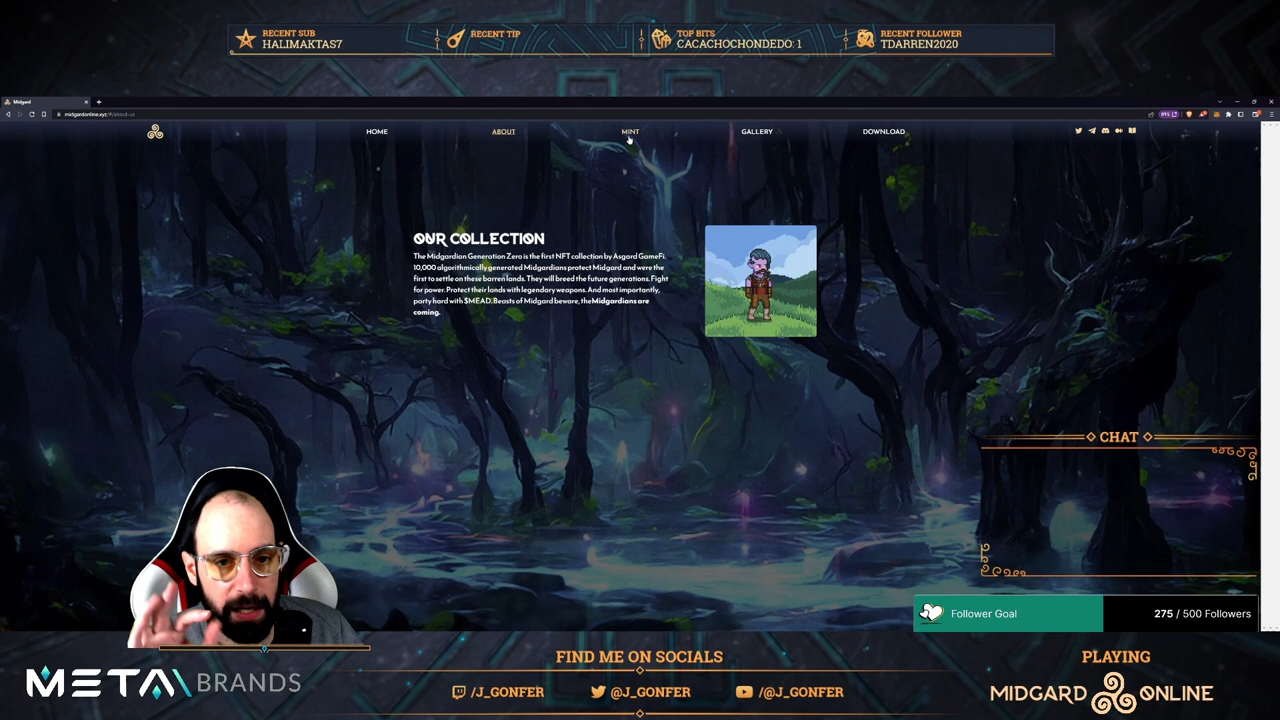 RECENT SUB
HALIMAKTAS7
RECENT TIP
TOP BITS
CACACHOCHONDEDO: 1
RECENT FOLLOWER
TDARREN2020
Midgard
midgardonline.xyz/#/about-us
HOME
ABOUT
MINT
GALLERY
DOWNLOAD
OUR COLLECTION
The Midgardian Generation Zero is the first NFT collection by Asgard GameFi.
10,000 algorithmically generated Midgardians protect Midgard and were the
first to settle on these barren lands. They will breed the future generations. Fight
for power. Protect their lands with legendary weapons. And most importantly,
party hard with $MEAD. Beasts of Midgard beware, the Midgardians are
coming.
CHAT
Follower Goal
275 / 500 Followers
META BRANDS
FIND ME ON SOCIALS
/J_GONFER
@J_GONFER
/@J_GONFER
PLAYING
MIDGARD ONLINE